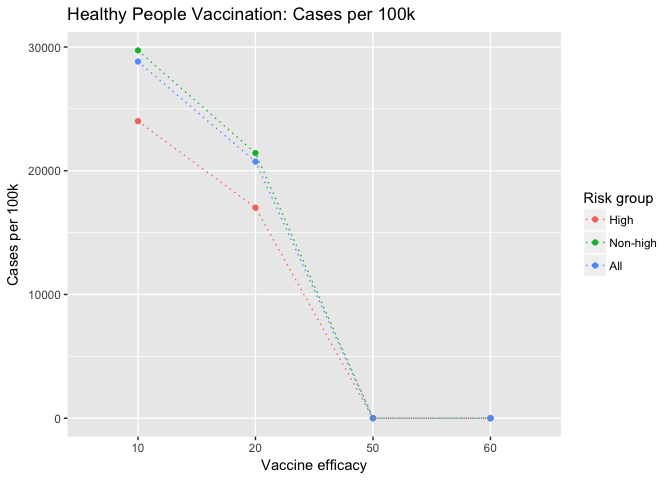 Healthy People Vaccination: Cases per 100k
Cases per 100k
30000
20000
10000
0
10 20 50 60
Vaccine efficacy
Risk group
High
Non-high
All